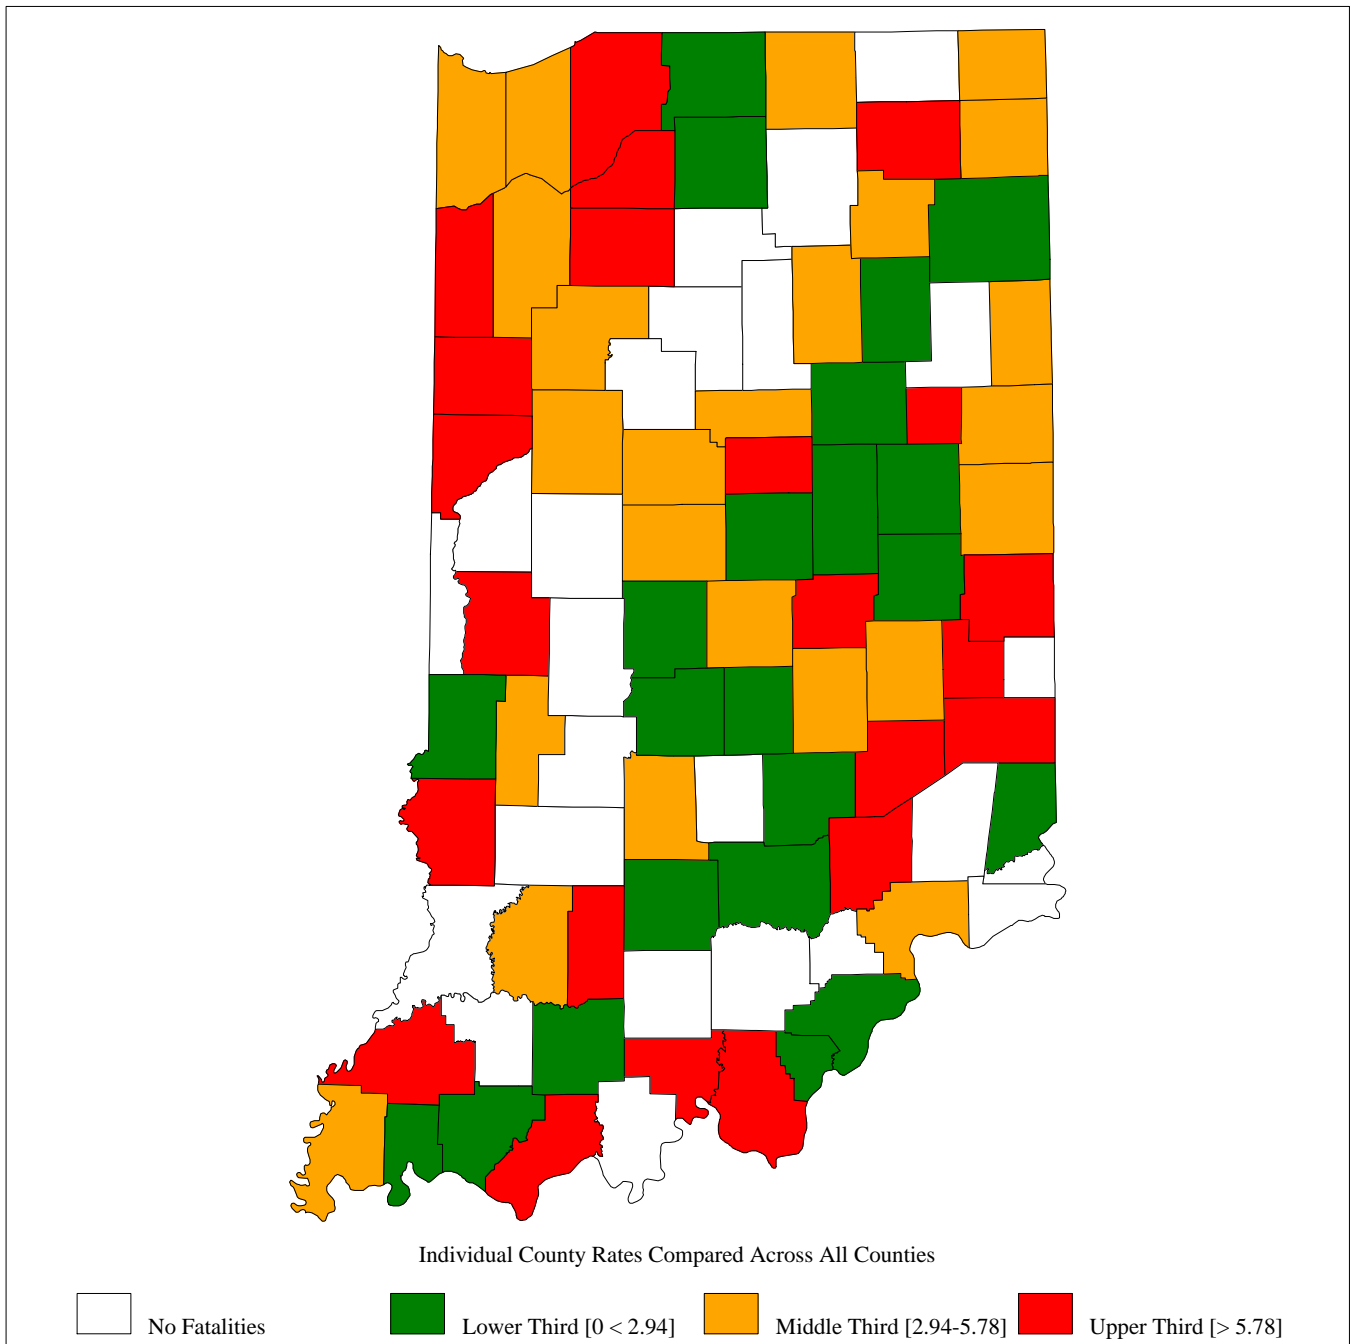 Individual County Rates Compared Across All Counties
No Fatalities Lower Third [0 < 2.94] Middle Third [2.94-5.78] Upper Third [> 5.78]